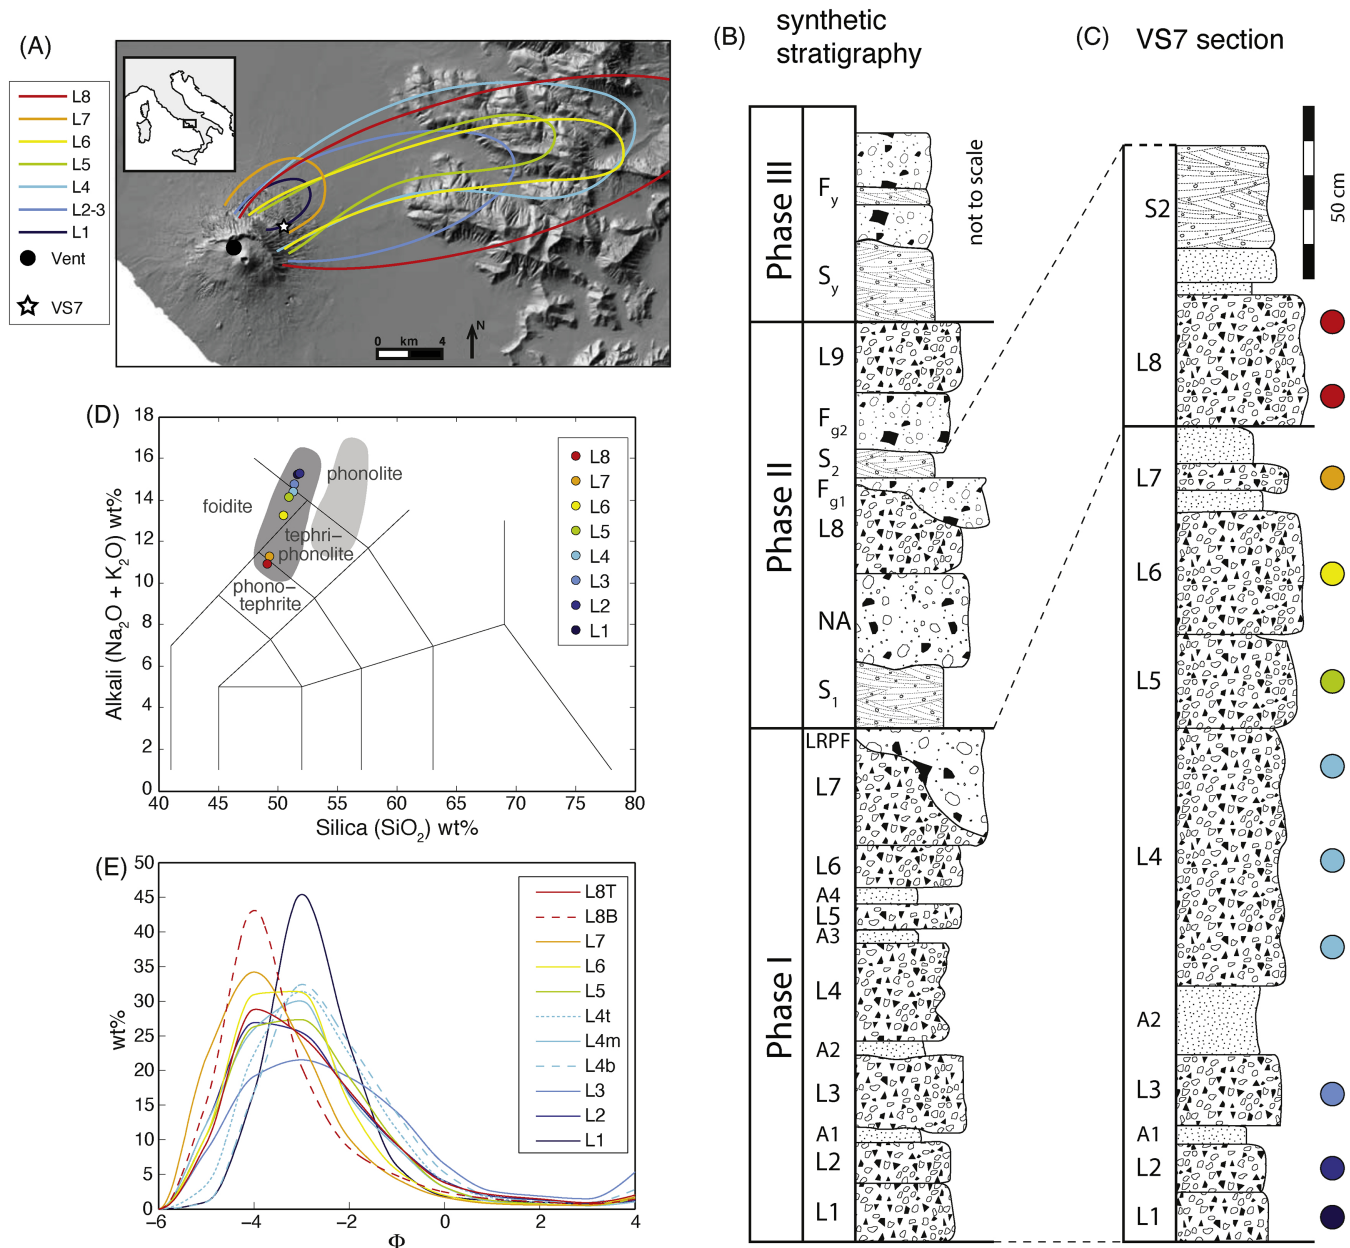 (A)
L8
L7
L6
L5
L4
L2-3
L1
Vent
VS7
0 km 4
N
(B)
synthetic
stratigraphy
not to scale
Phase III
Fy
Sy
Phase II
L9
Fg2
S2
Fg1
L8
NA
S1
Phase I
LRPF
L7
L6
A4
L5
A3
L4
A2
L3
A1
L2
L1
(C)
VS7 section
50 cm
S2
L8
L7
L6
L5
L4
A2
L3
A1
L2
L1
(D)
Alkali (Na2O + K2O) wt%
18
16
14
12
10
8
6
4
2
0
40 45 50 55 60 65 70 75 80
Silica (SiO2) wt%
foidite
phonolite
tephri–
phonolite
phono–
tephrite
L8
L7
L6
L5
L4
L3
L2
L1
(E)
wt%
50
45
40
35
30
25
20
15
10
5
0
−6 −4 −2 0 2 4
Φ
L8T
L8B
L7
L6
L5
L4t
L4m
L4b
L3
L2
L1